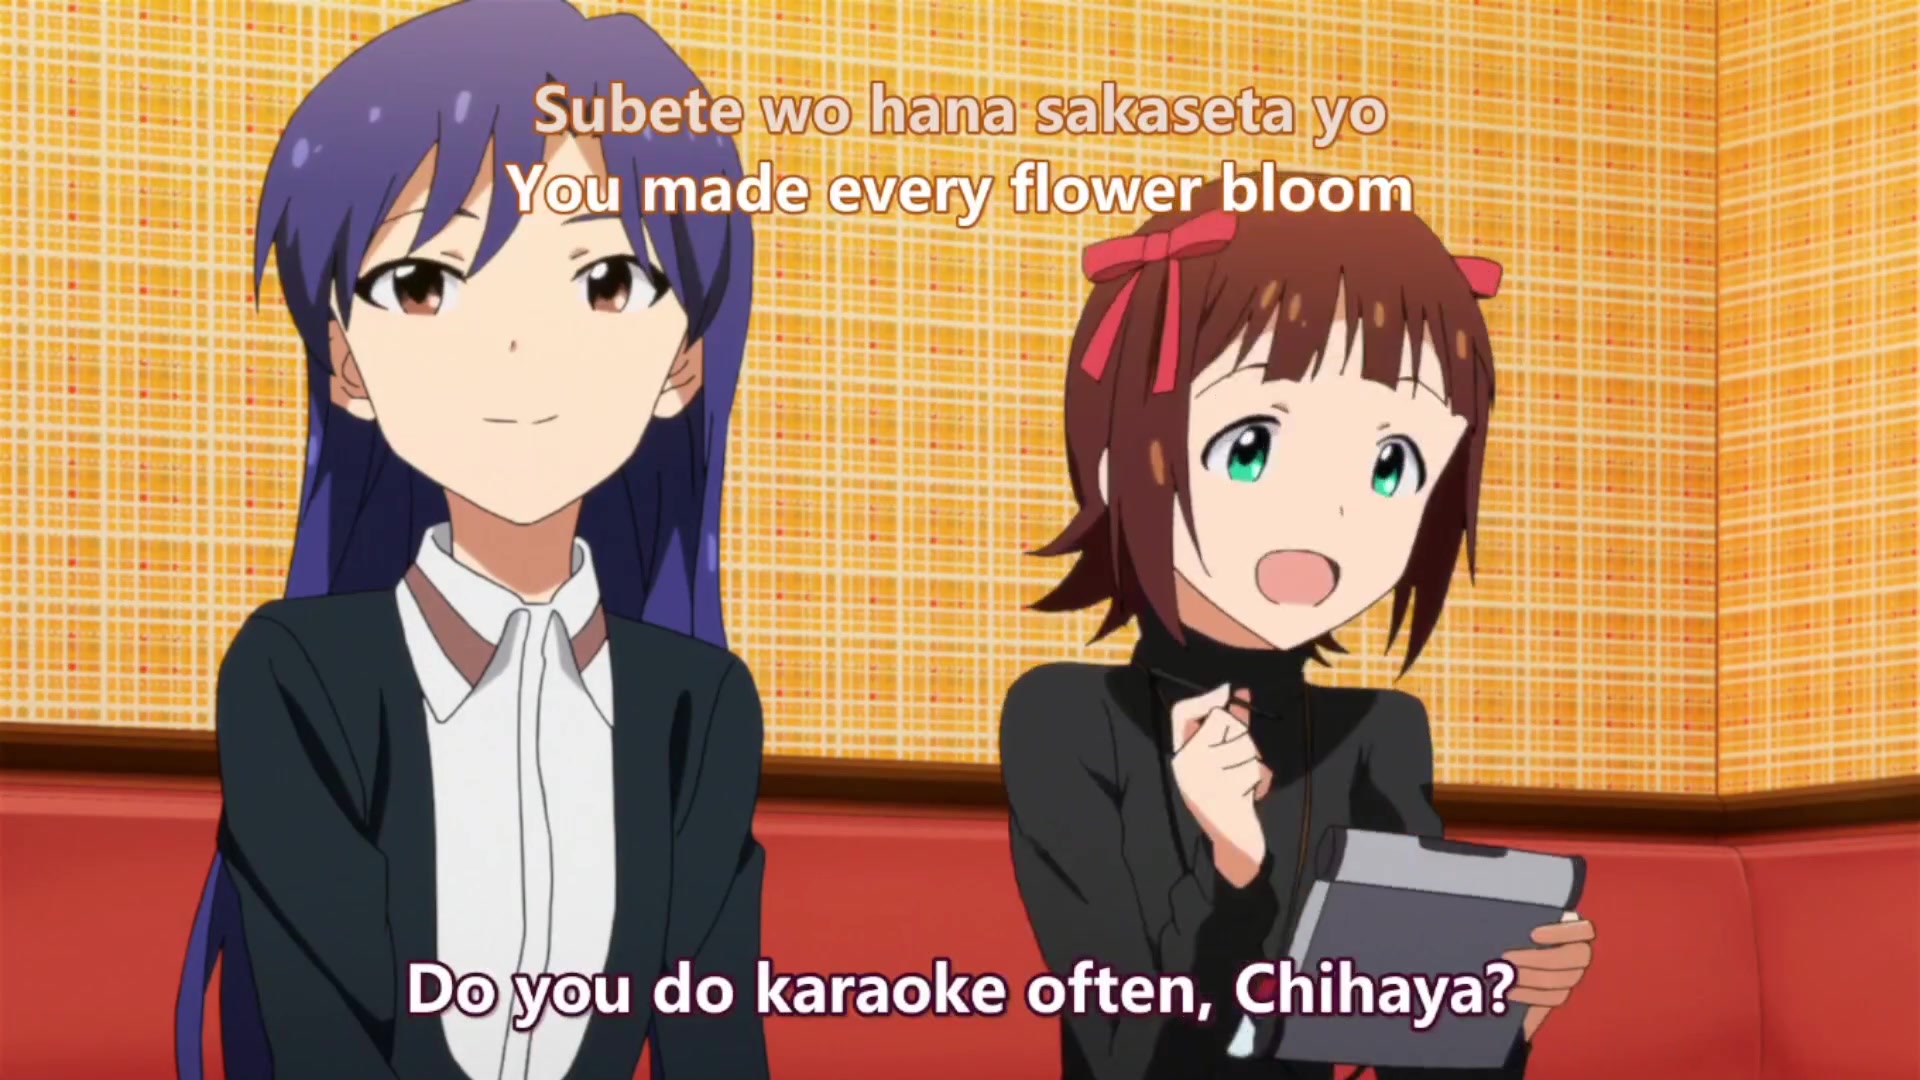 Subete wo hana sakaseta yo
You made every flower bloom
Do you do karaoke often, Chihaya?